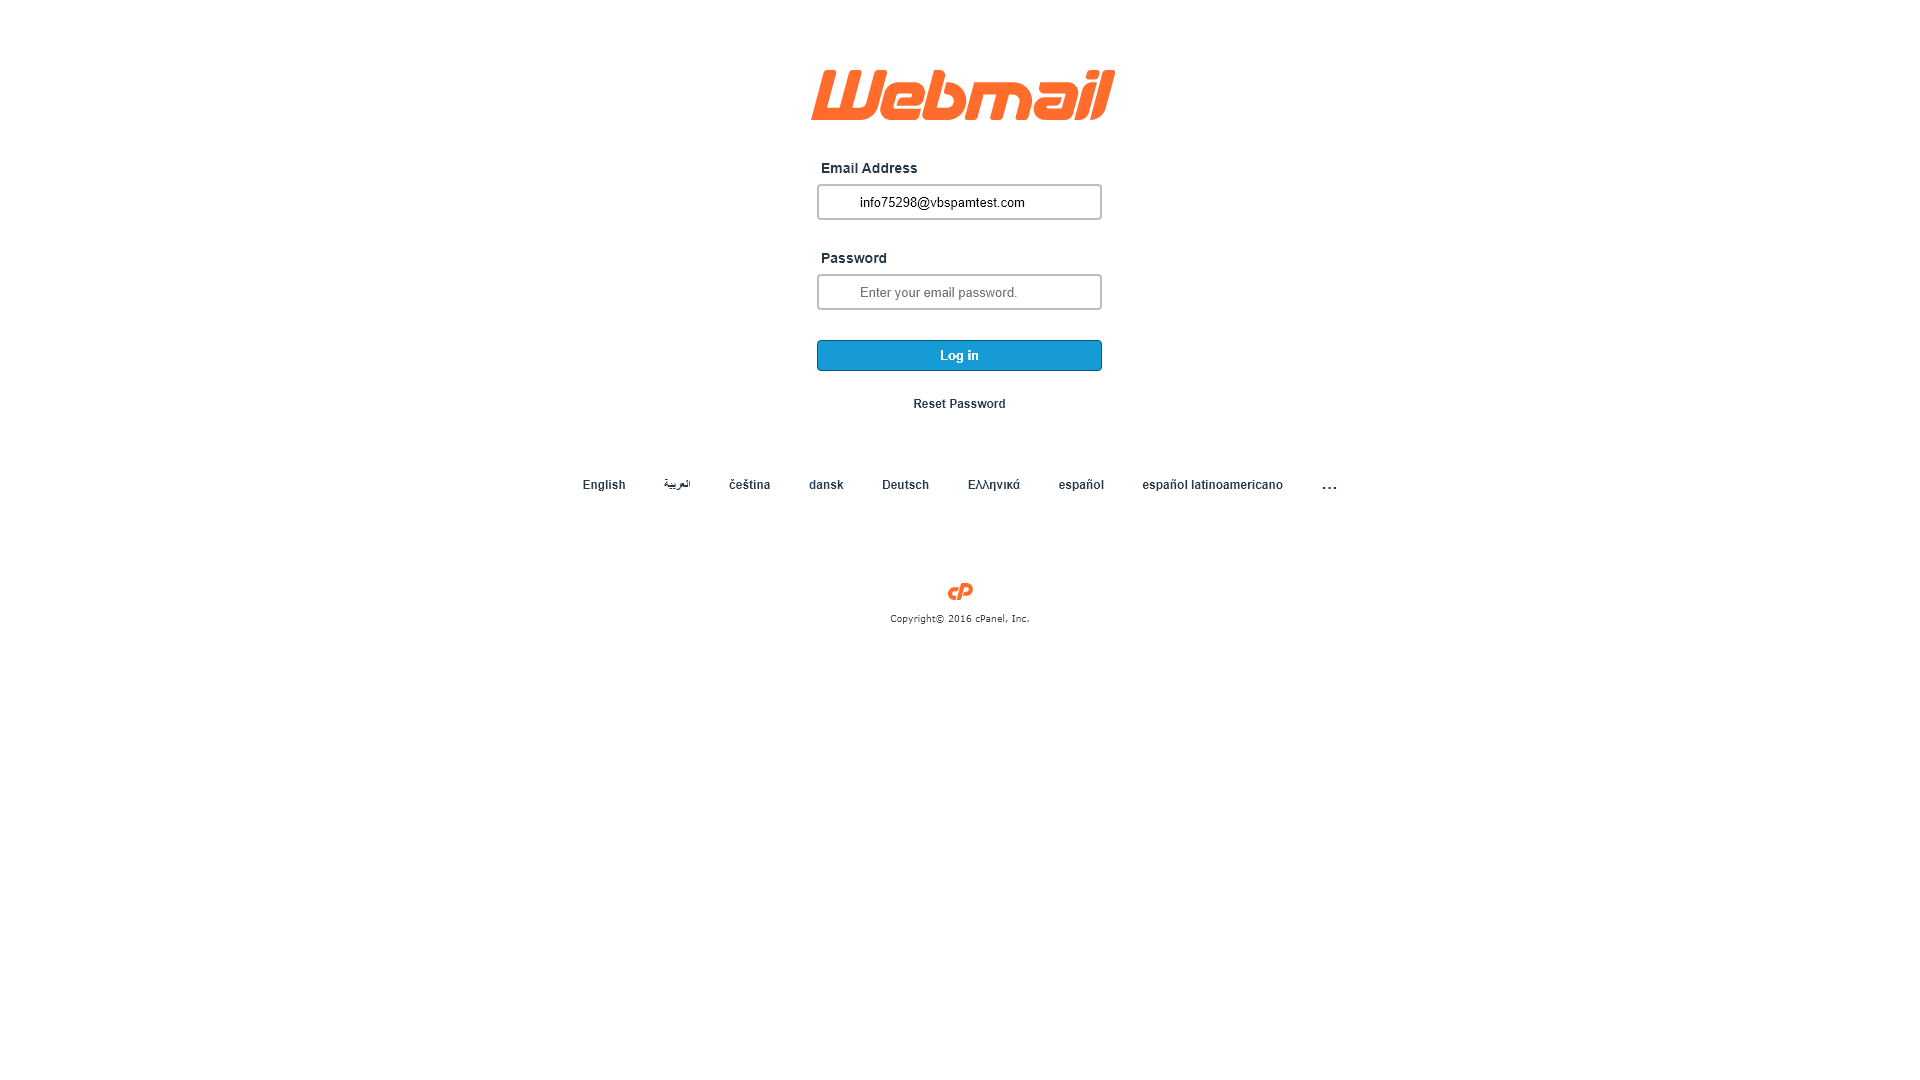 Webmail
Email Address
info75298@vbspamtest.com
Password
Enter your email password.
Log in
Reset Password
English العربية čeština dansk Deutsch Ελληνικά español español latinoamericano ...
cP
Copyright© 2016 cPanel, Inc.